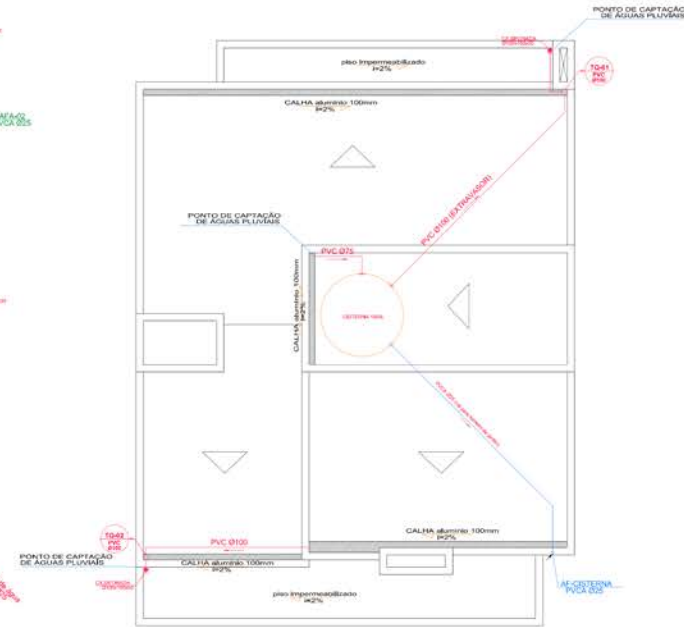 PONTO DE CAPTAÇÃO
DE ÁGUAS PLUVIAIS
TQ-01
PVC
Ø100
piso impermeabilizado
i=2%
CALHA alumínio 100mm
i=2%
PVC Ø100 (EXTRAVASOR)
PONTO DE CAPTAÇÃO
DE ÁGUAS PLUVIAIS
PVC Ø75
CALHA alumínio 100mm
i=2%
CISTERNA
CALHA alumínio 100mm
i=2%
TQ-02
PVC
PVC Ø100
PONTO DE CAPTAÇÃO
DE ÁGUAS PLUVIAIS
CALHA alumínio 100mm
i=2%
AF-CISTERNA
PVCA Ø25
piso impermeabilizado
i=2%